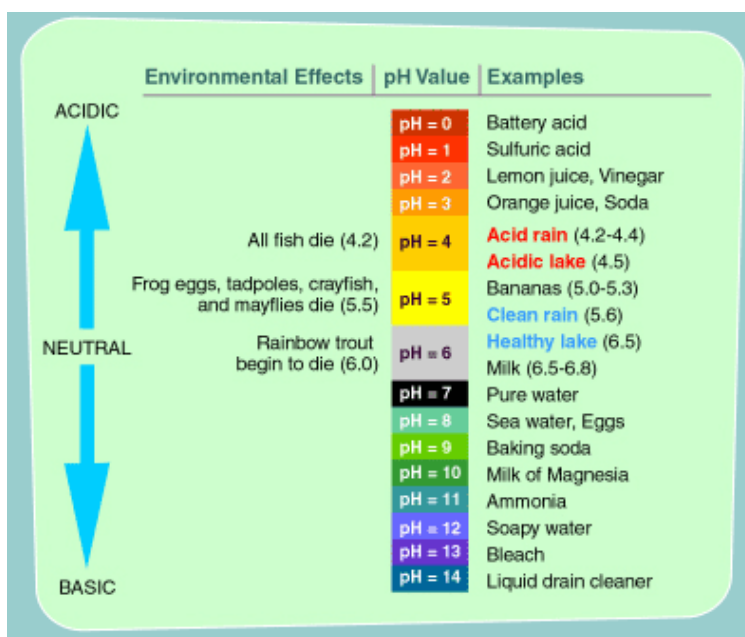 Environmental Effects | pH Value | Examples
ACIDIC
pH = 0 Battery acid
pH = 1 Sulfuric acid
pH = 2 Lemon juice, Vinegar
pH = 3 Orange juice, Soda
All fish die (4.2) pH = 4 Acid rain (4.2-4.4)
Acidic lake (4.5)
Frog eggs, tadpoles, crayfish,
and mayflies die (5.5) pH = 5 Bananas (5.0-5.3)
Clean rain (5.6)
NEUTRAL
Rainbow trout
begin to die (6.0) pH = 6 Healthy lake (6.5)
Milk (6.5-6.8)
pH = 7 Pure water
pH = 8 Sea water, Eggs
pH = 9 Baking soda
pH = 10 Milk of Magnesia
pH = 11 Ammonia
pH = 12 Soapy water
pH = 13 Bleach
pH = 14 Liquid drain cleaner
BASIC